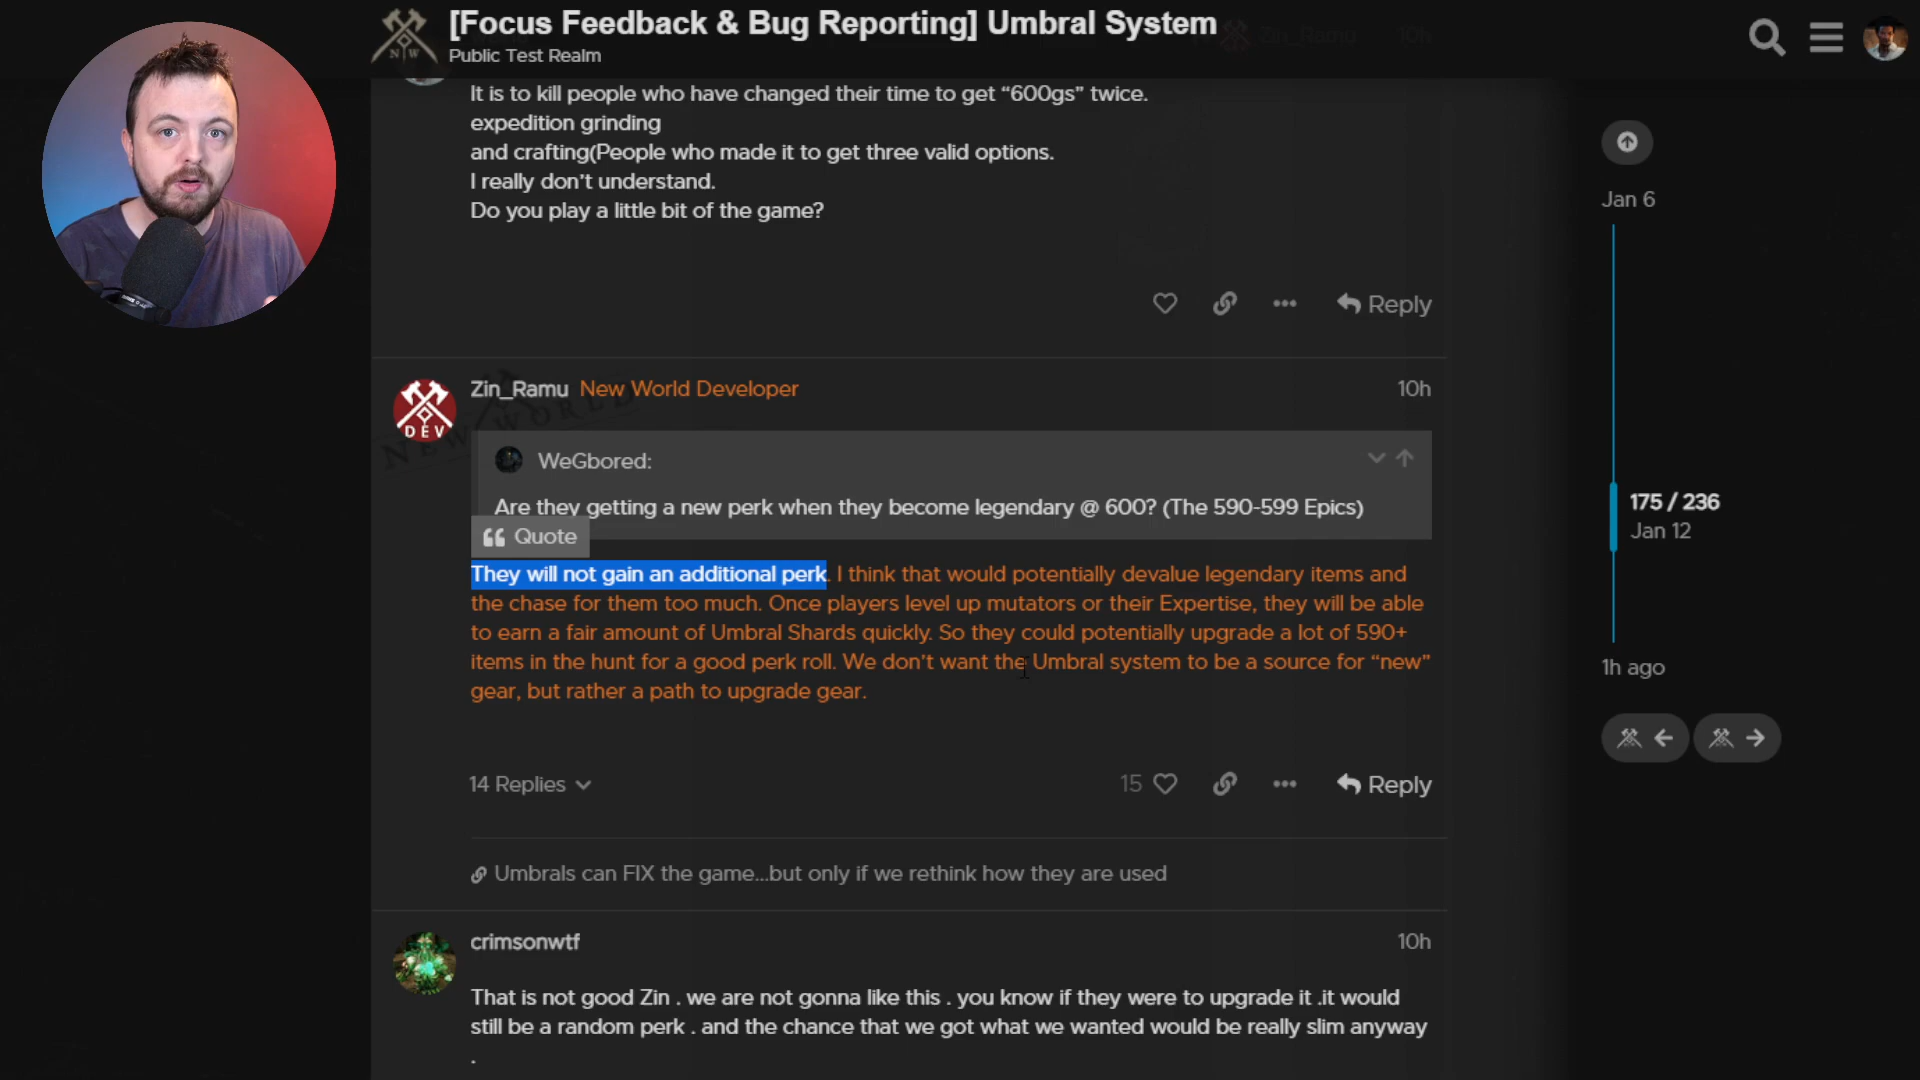 [Focus Feedback & Bug Reporting] Umbral System
Public Test Realm
Zin_Ramu 10h
It is to kill people who have changed their time to get “600gs” twice.
expedition grinding
and crafting(People who made it to get three valid options.
I really don’t understand.
Do you play a little bit of the game?
Reply
Jan 6
Zin_Ramu New World Developer 10h
DEV
NEW WORLD
WeGbored:
Are they getting a new perk when they become legendary @ 600? (The 590-599 Epics)
Quote
They will not gain an additional perk. I think that would potentially devalue legendary items and
the chase for them too much. Once players level up mutators or their Expertise, they will be able
to earn a fair amount of Umbral Shards quickly. So they could potentially upgrade a lot of 590+
items in the hunt for a good perk roll. We don’t want the Umbral system to be a source for “new”
gear, but rather a path to upgrade gear.
175 / 236
Jan 12
1h ago
14 Replies 15 Reply
Umbrals can FIX the game...but only if we rethink how they are used
crimsonwtf 10h
That is not good Zin . we are not gonna like this . you know if they were to upgrade it .it would
still be a random perk . and the chance that we got what we wanted would be really slim anyway
.